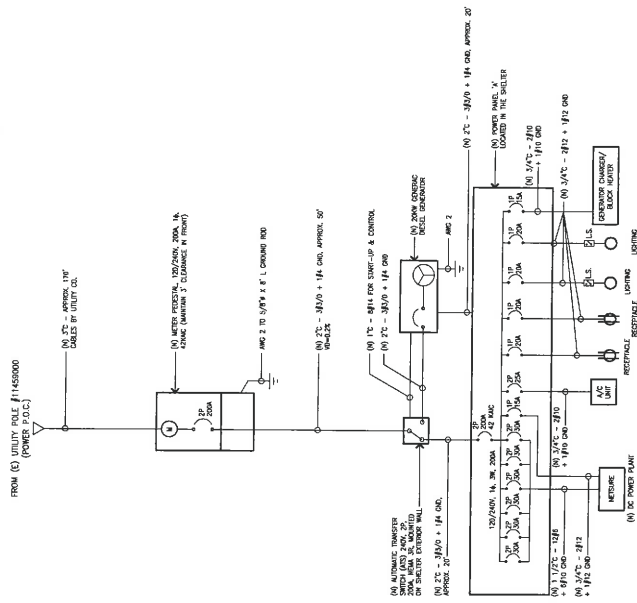 FROM (E) UTILITY POLE #11459000
(POWER P.O.C.)
(N) 3"C - APPROX. 170'
CABLES BY UTILITY CO.
(N) METER PEDESTAL, 120/240V, 200A, 1ϕ,
42KAIC (MAINTAIN 3' CLEARANCE IN FRONT)
M
2P
200A
AWG 2 TO 5/8"ϕ X 8' L GROUND ROD
(N) 2"C - 3#3/0 + 1#4 GND, APPROX. 50'
VD=0.2%
(N) AUTOMATIC TRANSFER
SWITCH (ATS) 240V, 2P,
200A, NEMA 3R, MOUNTED
ON SHELTER EXTERIOR WALL
(N) 2"C - 3#3/0 + 1#4 GND,
APPROX. 20'
(N) 1"C - 8#14 FOR START-UP & CONTROL
(N) 2"C - 3#3/0 + 1#4 GND
(N) 20KW GENERAC
DIESEL GENERATOR
AWG 2
(N) 2"C - 3#3/0 + 1#4 GND, APPROX. 20'
(N) POWER PANEL 'A'
LOCATED IN THE SHELTER
2P
200A
42 KAIC
120/240V, 1ϕ, 3W, 200A
2P
30A
2P
30A
2P
30A
2P
30A
2P
30A
2P
30A
1P
15A
2P
25A
1P
20A
1P
20A
1P
20A
1P
20A
1P
15A
(N) 3/4"C - 2#10
+ 1#10 GND
(N) 3/4"C - 2#12 + 1#12 GND
(N) 3/4"C - 2#10
+ 1#10 GND
(N) 1 1/2"C - 12#8
+ 6#10 GND
(N) 3/4"C - 2#12
+ 1#12 GND
NETSURE
(N) DC POWER PLANT
A/C
UNIT
RECEPTACLE
RECEPTACLE
L.S.
LIGHTING
L.S.
LIGHTING
GENERATOR CHARGER/
BLOCK HEATER